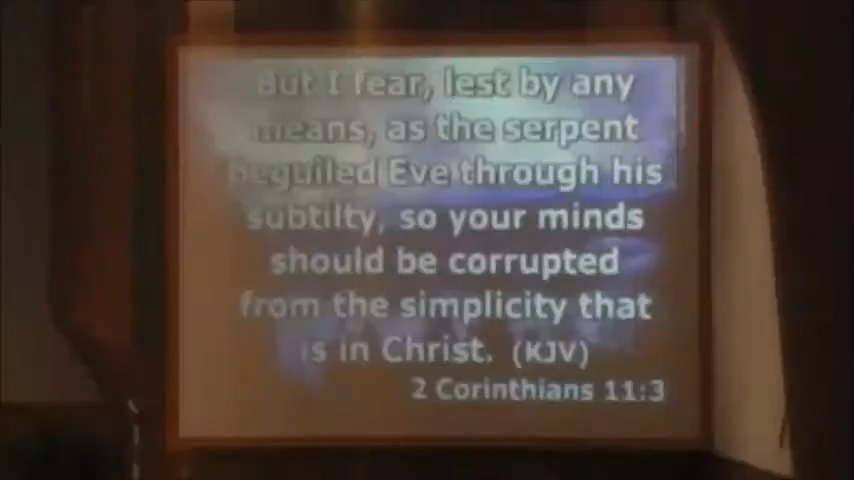 But I fear, lest by any
means, as the serpent
beguiled Eve through his
subtilty, so your minds
should be corrupted
from the simplicity that
is in Christ. (KJV)
2 Corinthians 11:3